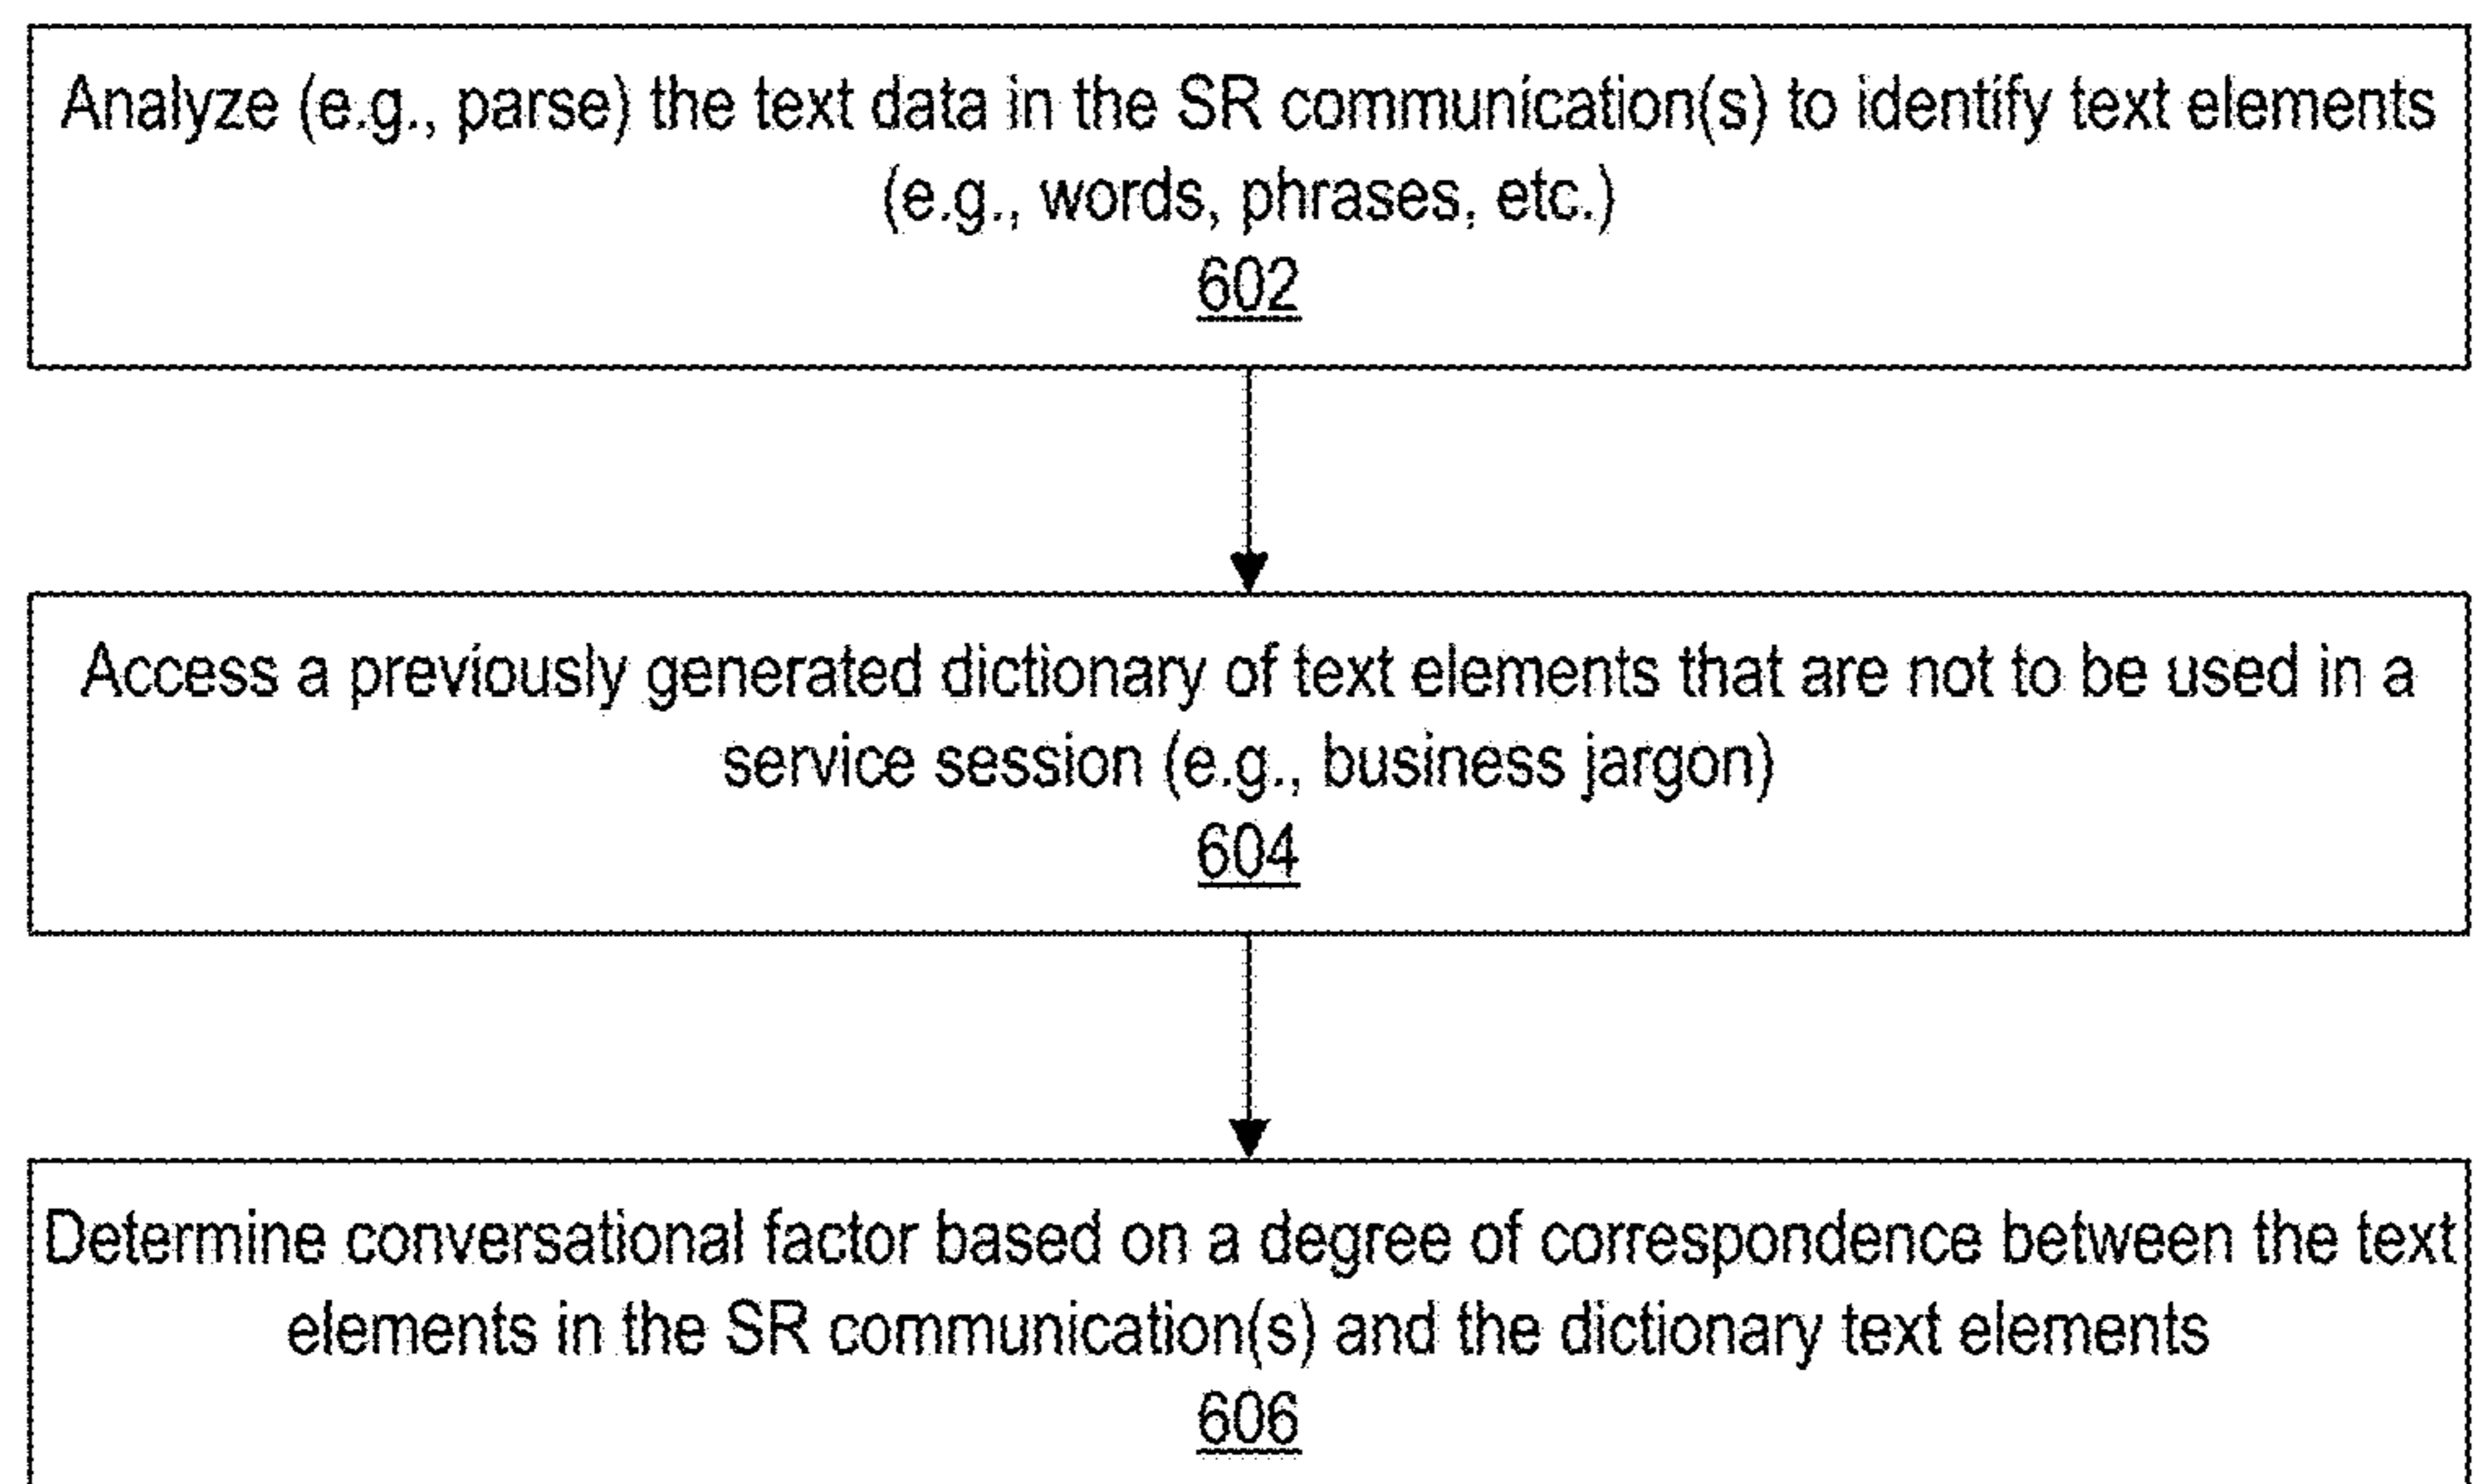 Analyze (e.g., parse) the text data in the SR communication(s) to identify text elements
(e.g., words, phrases, etc.)
602
Access a previously generated dictionary of text elements that are not to be used in a
service session (e.g., business jargon)
604
Determine conversational factor based on a degree of correspondence between the text
elements in the SR communication(s) and the dictionary text elements
606